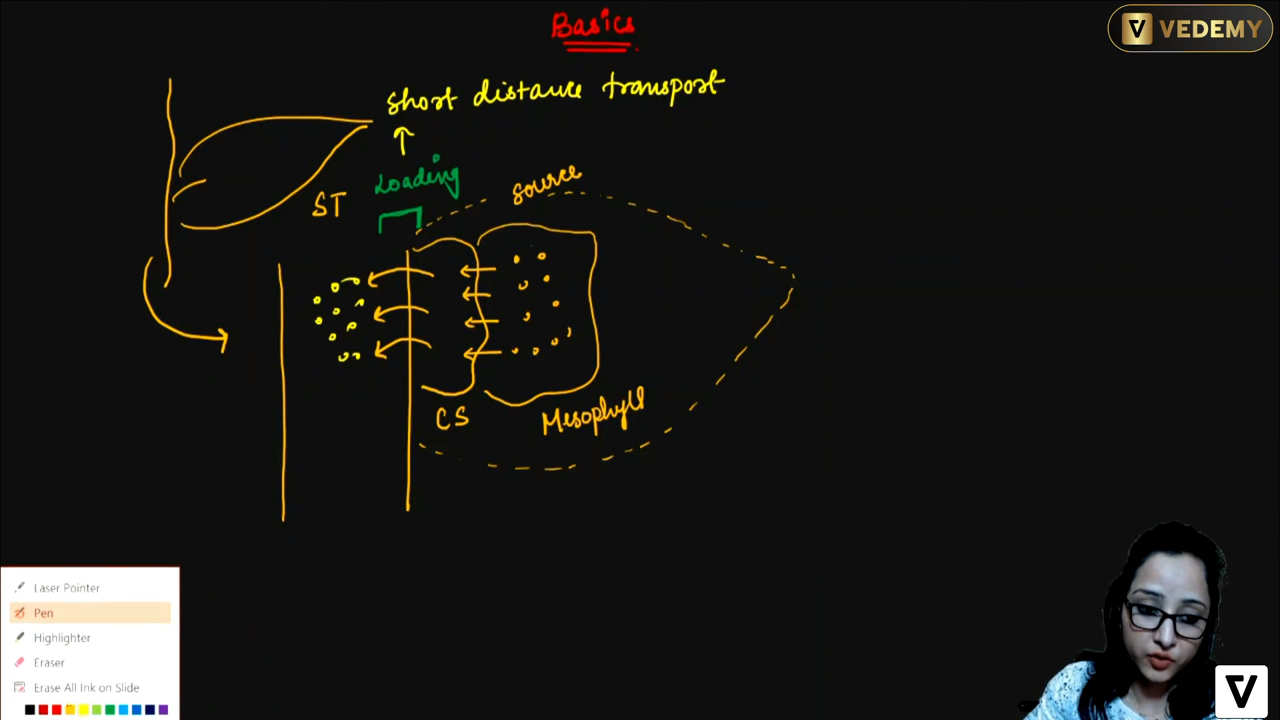 Basics
VEDEMY
Short distance transport
Loading
Source
ST
CS
Mesophyll
Laser Pointer
Pen
Highlighter
Eraser
Erase All Ink on Slide